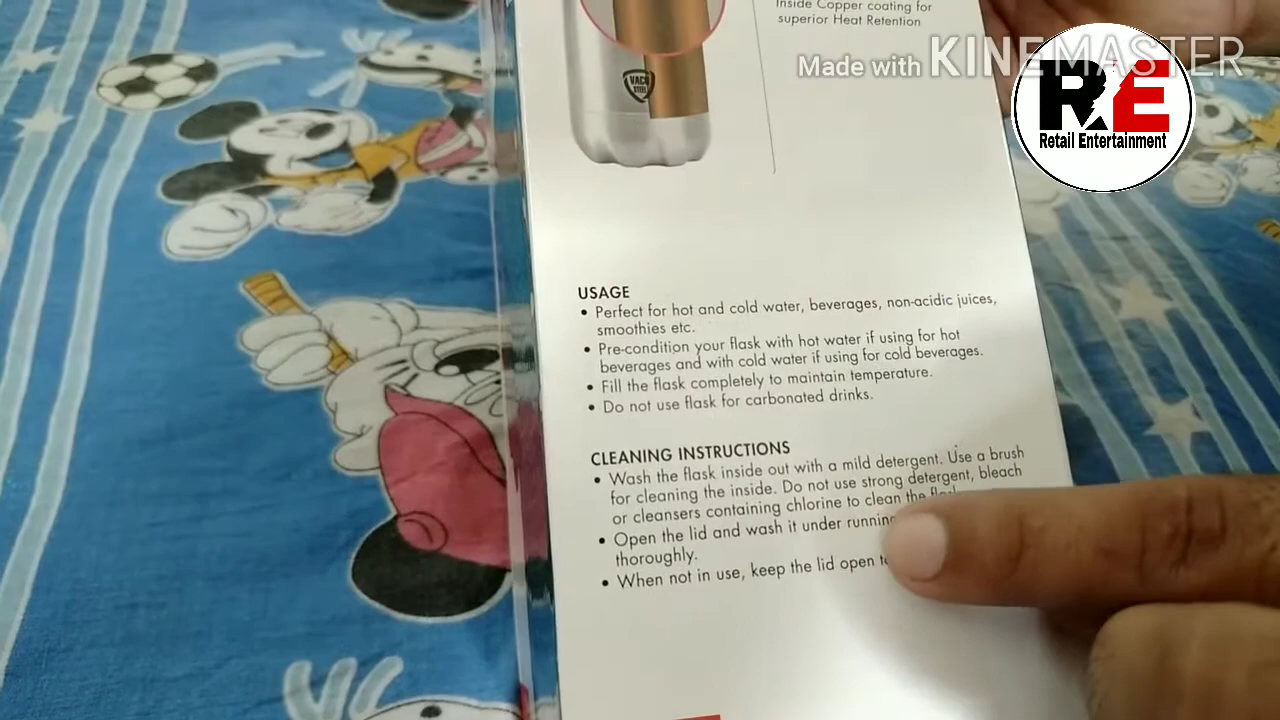 Inside Copper coating for
superior Heat Retention
Made with KINEMASTER
RE
Retail Entertainment
VACU
STEEL
USAGE
• Perfect for hot and cold water, beverages, non-acidic juices,
smoothies etc.
• Pre-condition your flask with hot water if using for hot
beverages and with cold water if using for cold beverages.
• Fill the flask completely to maintain temperature.
• Do not use flask for carbonated drinks.
CLEANING INSTRUCTIONS
• Wash the flask inside out with a mild detergent. Use a brush
for cleaning the inside. Do not use strong detergent, bleach
or cleansers containing chlorine to clean the
• Open the lid and wash it under running
thoroughly.
• When not in use, keep the lid open